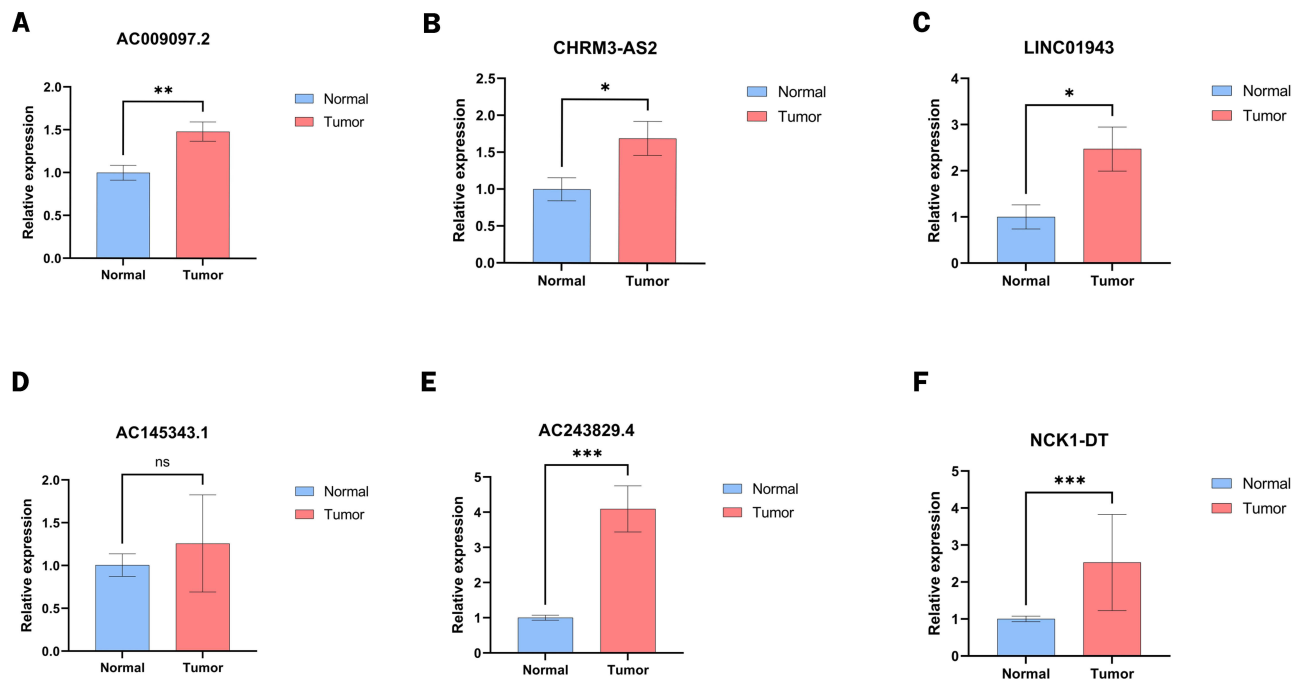 A
AC009097.2
**
Relative expression
2.0
1.5
1.0
0.5
0.0
Normal
Tumor
Normal
Tumor
B
CHRM3-AS2
*
Relative expression
2.5
2.0
1.5
1.0
0.5
0.0
Normal
Tumor
Normal
Tumor
C
LINC01943
*
Relative expression
4
3
2
1
0
Normal
Tumor
Normal
Tumor
D
AC145343.1
ns
Relative expression
2.0
1.5
1.0
0.5
0.0
Normal
Tumor
Normal
Tumor
E
AC243829.4
***
Relative expression
5
4
3
2
1
0
Normal
Tumor
Normal
Tumor
F
NCK1-DT
***
Relative expression
5
4
3
2
1
0
Normal
Tumor
Normal
Tumor